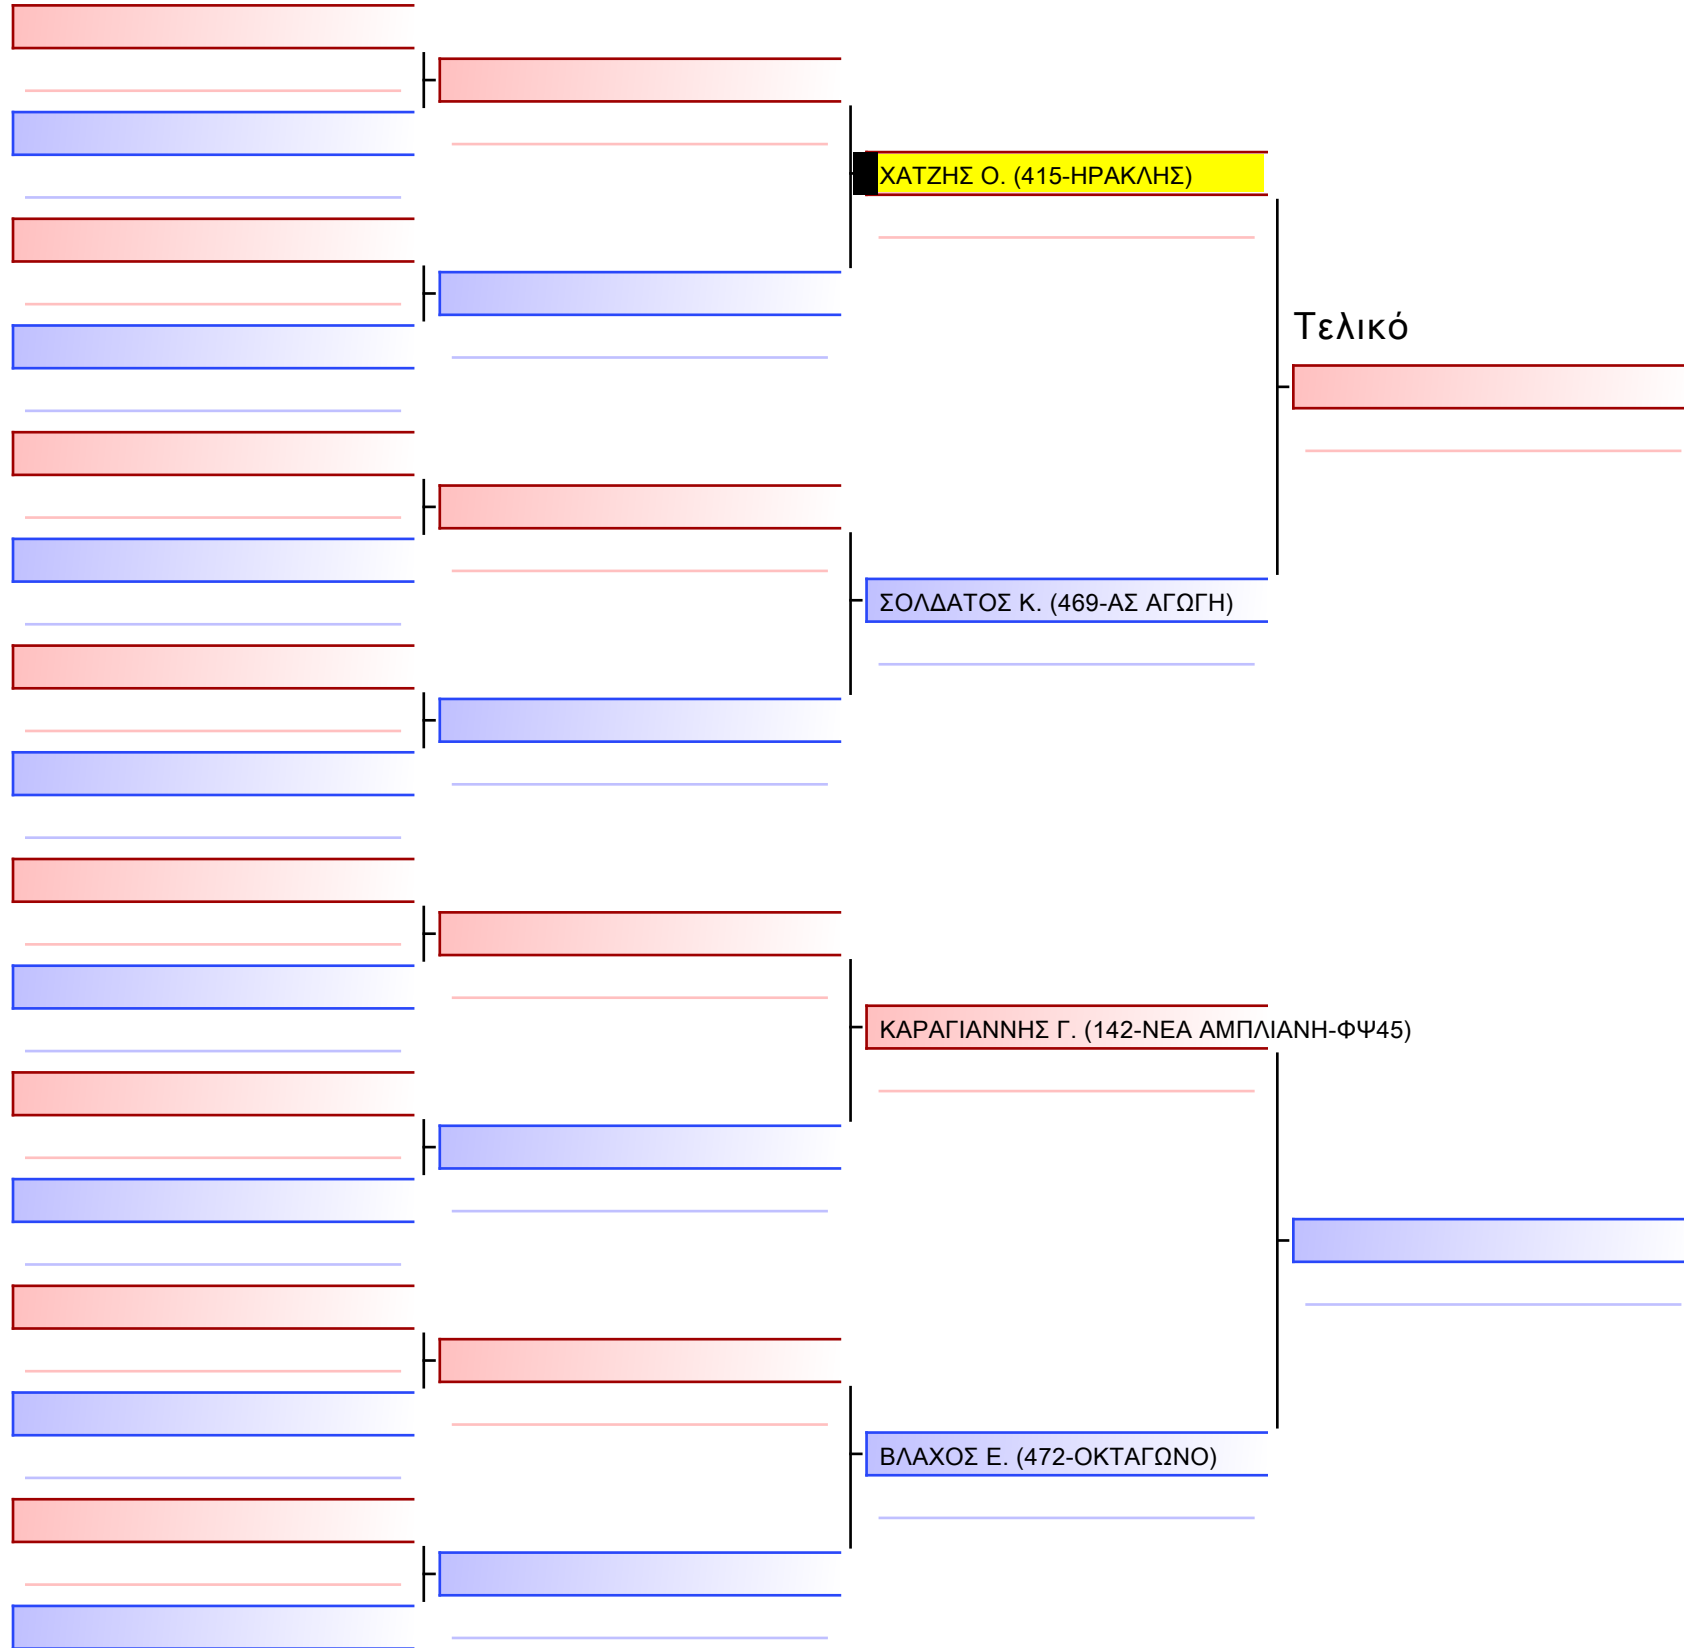 ΧΑΤΖΗΣ Ο. (415-ΗΡΑΚΛΗΣ)
Τελικό
ΣΟΛΔΑΤΟΣ Κ. (469-ΑΣ ΑΓΩΓΗ)
ΚΑΡΑΓΙΑΝΝΗΣ Γ. (142-ΝΕΑ ΑΜΠΛΙΑΝΗ-ΦΨ45)
ΒΛΑΧΟΣ Ε. (472-ΟΚΤΑΓΩΝΟ)